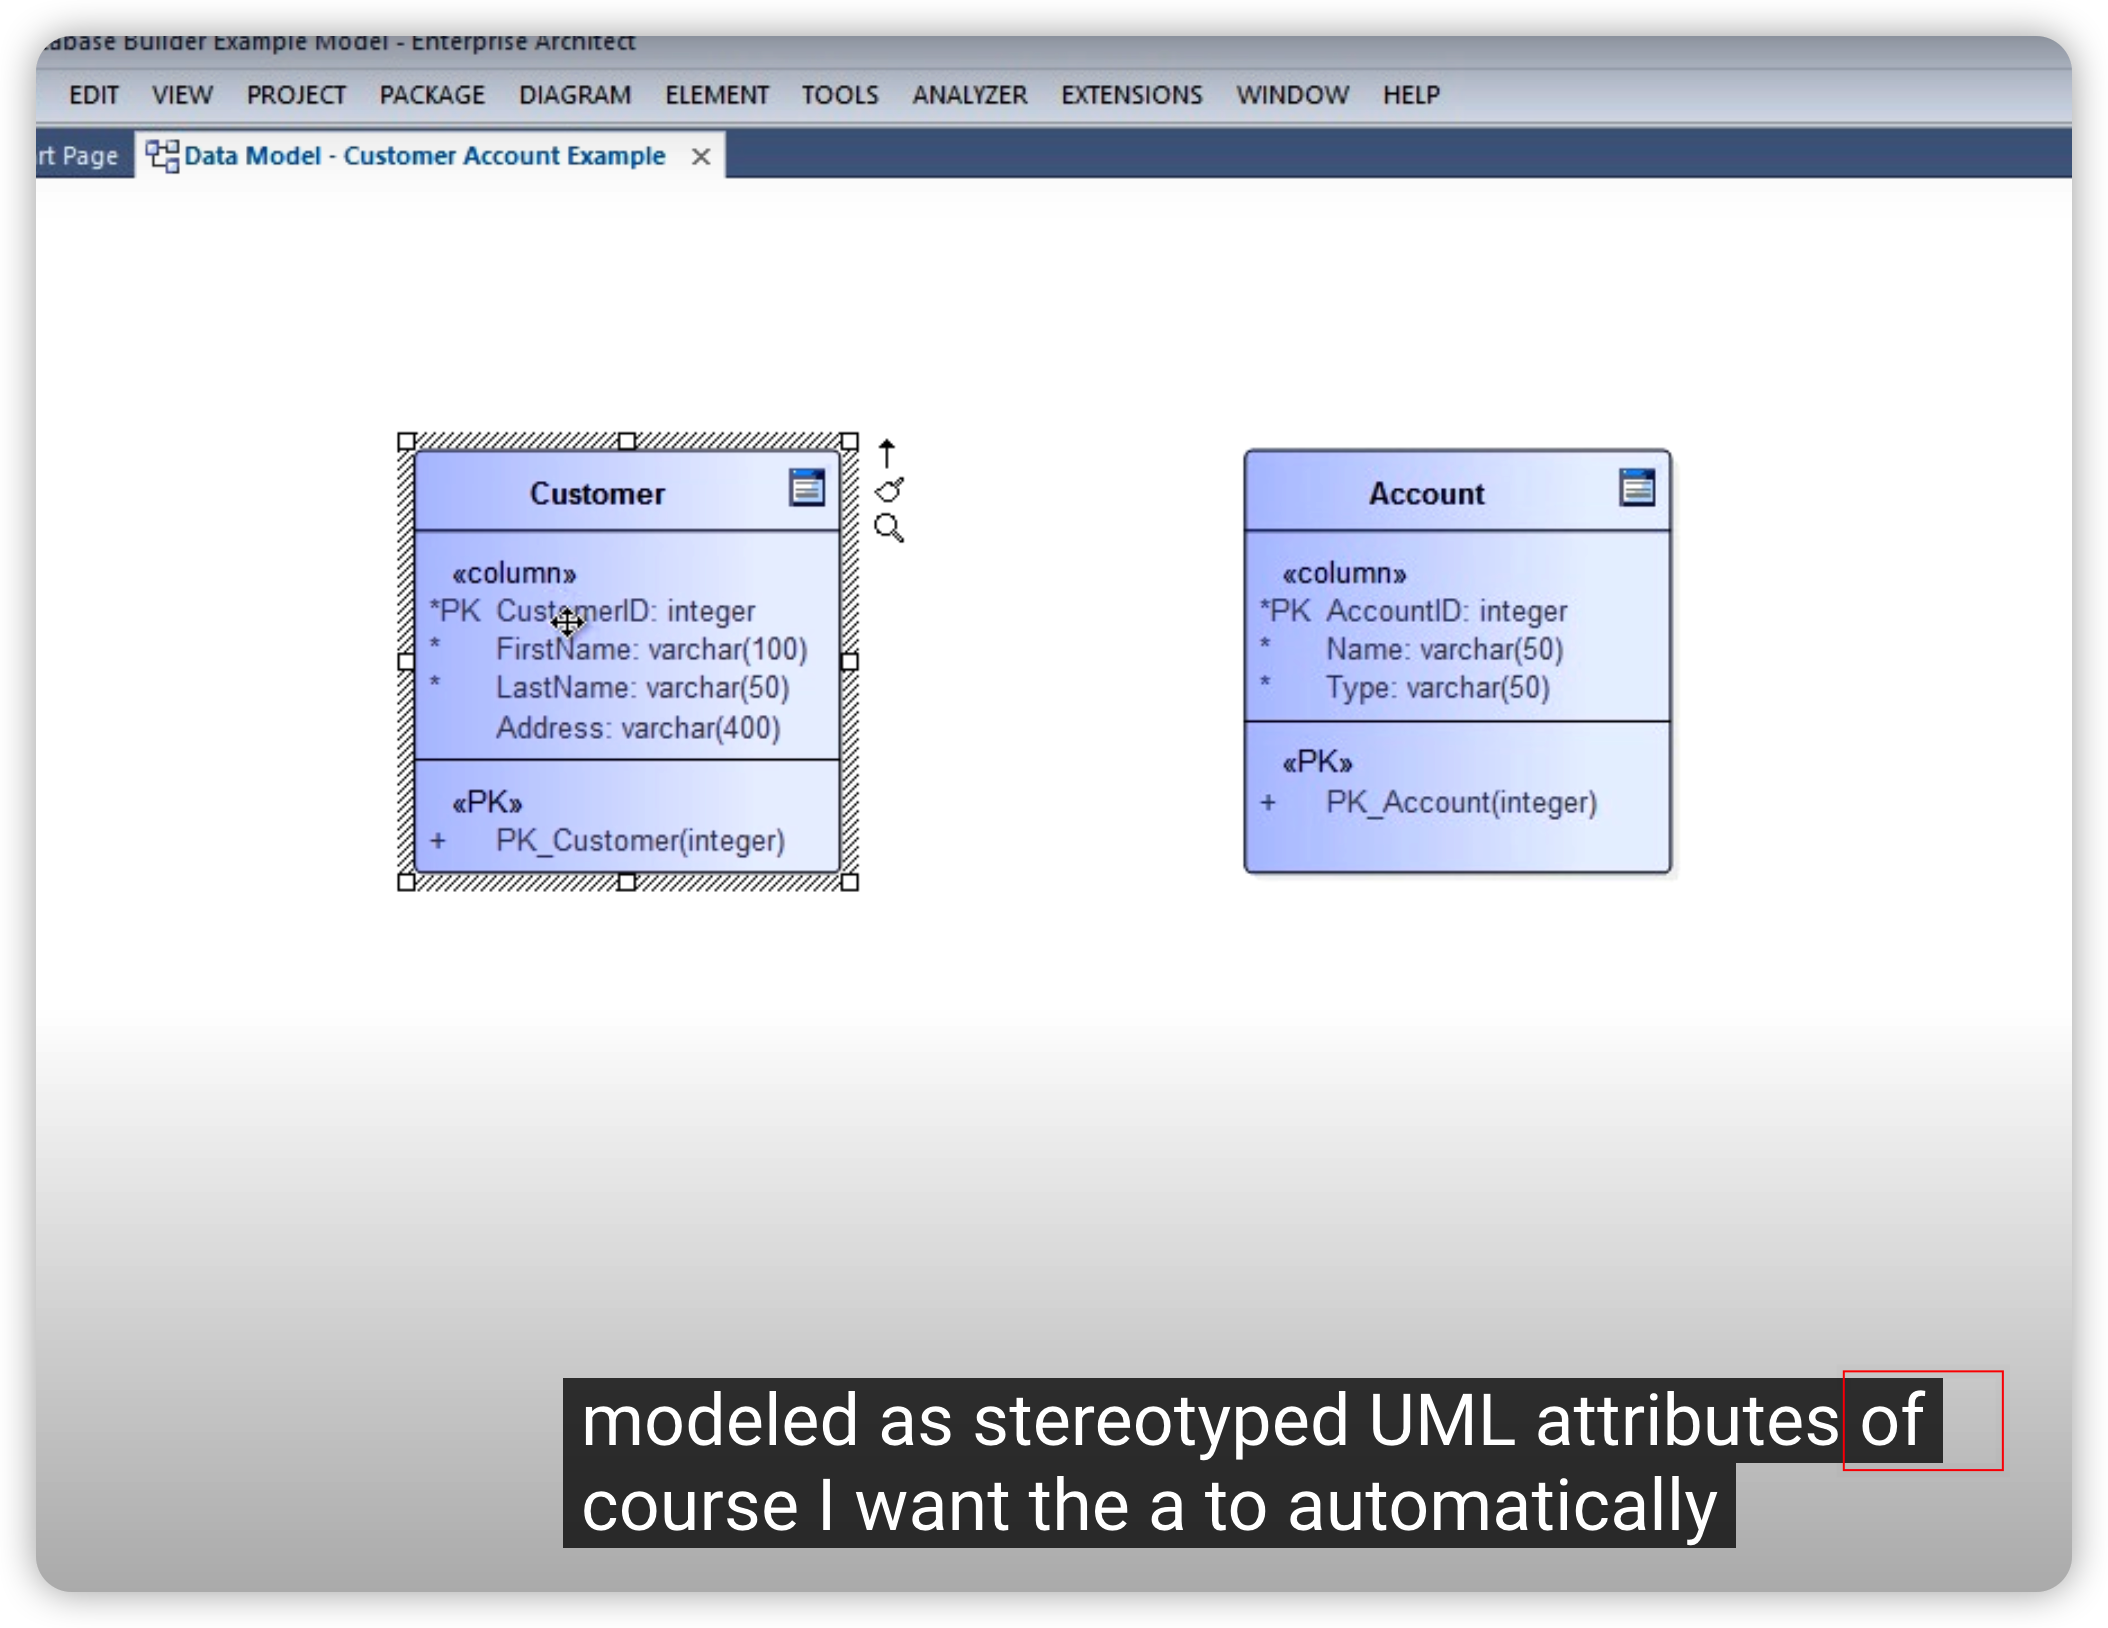 abase Builder Example Model - Enterprise Architect
EDIT VIEW PROJECT PACKAGE DIAGRAM ELEMENT TOOLS ANALYZER EXTENSIONS WINDOW HELP
rt Page Data Model - Customer Account Example
Customer
«column»
*PK CustomerID: integer
* FirstName: varchar(100)
* LastName: varchar(50)
Address: varchar(400)
«PK»
+ PK_Customer(integer)
Account
«column»
*PK AccountID: integer
* Name: varchar(50)
* Type: varchar(50)
«PK»
+ PK_Account(integer)
modeled as stereotyped UML attributes of
course I want the a to automatically